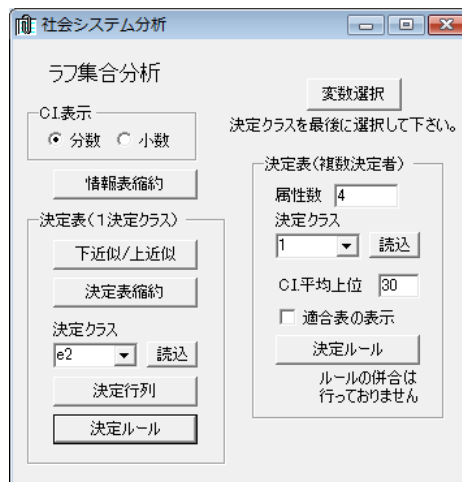 社会システム分析
ラフ集合分析
CI表示
分数 小数
情報表縮約
決定表(1決定クラス)
下近似/上近似
決定表縮約
決定クラス
e2 読込
決定行列
決定ルール
変数選択
決定クラスを最後に選択して下さい。
決定表(複数決定者)
属性数 4
決定クラス
1 読込
CI平均上位 30
適合表の表示
決定ルール
ルールの併合は
行っておりません